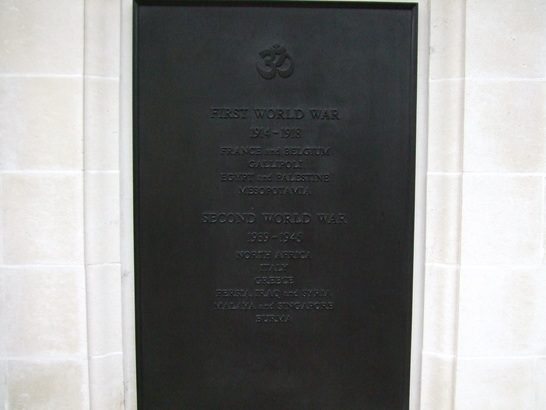 ॐ
FIRST WORLD WAR
1914-1918
FRANCE and BELGIUM
GALLIPOLI
EGYPT and PALESTINE
MESOPOTAMIA
SECOND WORLD WAR
1939-1945
NORTH AFRICA
ITALY
GREECE
PERSIA, IRAQ and SYRIA
MALAYA and SINGAPORE
BURMA